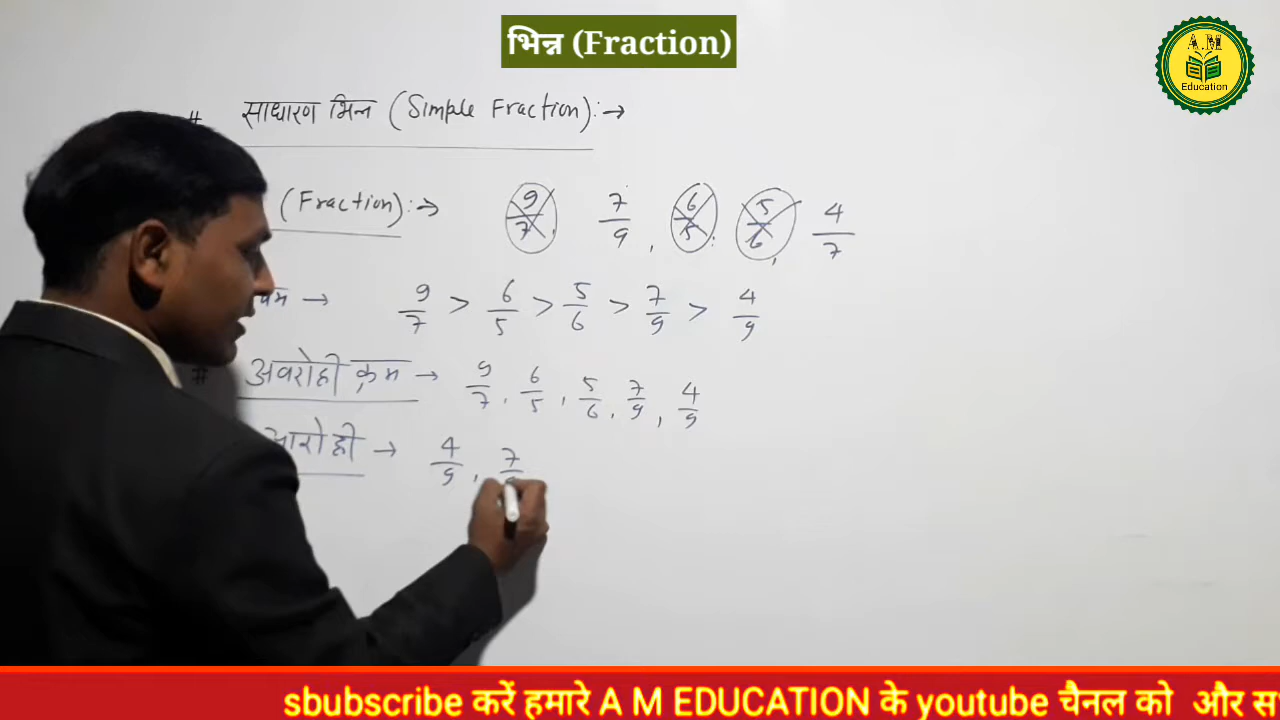 भिन्न (Fraction)
A.M
Education
# साधारण भिन्न (Simple Fraction) :→
(Fraction) :→ 9/7, 7/9, 6/5, 5/6, 4/7
→ 9/7 > 6/5 > 5/6 > 7/9 > 4/9
# अवरोही क्रम → 9/7, 6/5, 5/6, 7/9, 4/9
आरोही → 4/9, 7/9
sbubscribe करें हमारे A M EDUCATION के youtube चैनल को और स